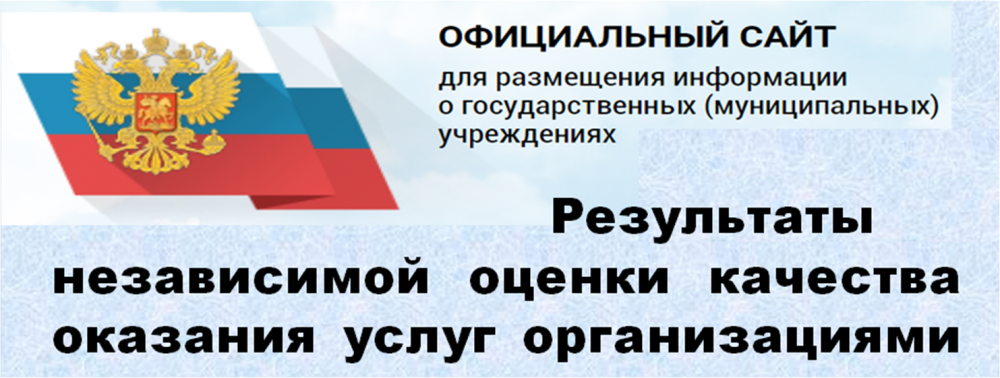 ОФИЦИАЛЬНЫЙ САЙТ
для размещения информации
о государственных (муниципальных)
учреждениях
Результаты
независимой оценки качества
оказания услуг организациями